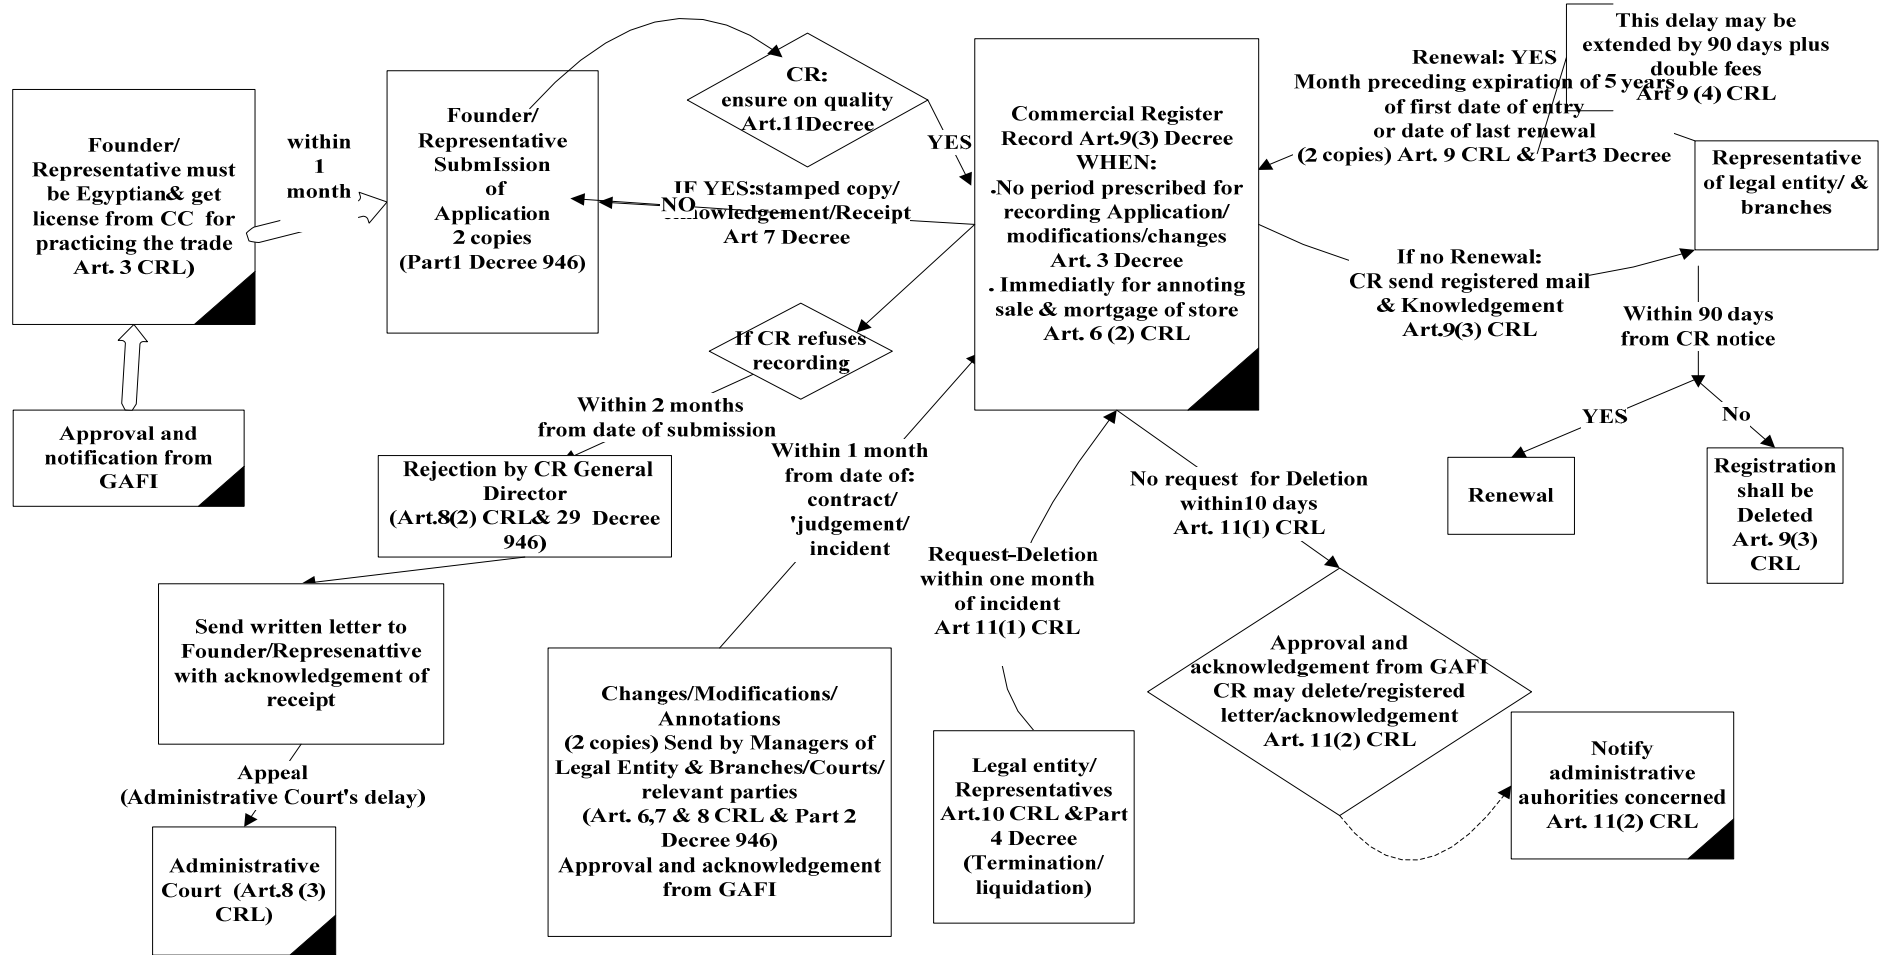 Founder/
Representative must
be Egyptian& get
license from CC for
practicing the trade
Art. 3 CRL)
within
1
month
Approval and
notification from
GAFI
Founder/
Representative
SubmIssion
of
Application
2 copies
(Part1 Decree 946)
CR:
ensure on quality
Art.11Decree
YES
IF YES:stamped copy/
NO
owledgement/Receipt
Art 7 Decree
If CR refuses
recording
Within 2 months
from date of submission
Rejection by CR General
Director
(Art.8(2) CRL& 29 Decree
946)
Send written letter to
Founder/Represenattive
with acknowledgement of
receipt
Appeal
(Administrative Court's delay)
Administrative
Court (Art.8 (3)
CRL)
Commercial Register
Record Art.9(3) Decree
WHEN:
.No period prescribed for
recording Application/
modifications/changes
Art. 3 Decree
. Immediatly for annoting
sale & mortgage of store
Art. 6 (2) CRL
Within 1 month
from date of:
contract/
'judgement/
incident
Changes/Modifications/
Annotations
(2 copies) Send by Managers of
Legal Entity & Branches/Courts/
relevant parties
(Art. 6,7 & 8 CRL & Part 2
Decree 946)
Approval and acknowledgement
from GAFI
Request-Deletion
within one month
of incident
Art 11(1) CRL
Legal entity/
Representatives
Art.10 CRL &Part
4 Decree
(Termination/
liquidation)
No request for Deletion
within10 days
Art. 11(1) CRL
Approval and
acknowledgement from GAFI
CR may delete/registered
letter/acknowledgement
Art. 11(2) CRL
Notify
administrative
auhorities concerned
Art. 11(2) CRL
Renewal: YES
Month preceding expiration of 5 years
of first date of entry
or date of last renewal
(2 copies) Art. 9 CRL & Part3 Decree
This delay may be
extended by 90 days plus
double fees
Art 9 (4) CRL
Representative
of legal entity/ &
branches
If no Renewal:
CR send registered mail
& Knowledgement
Art.9(3) CRL
Within 90 days
from CR notice
YES
No
Renewal
Registration
shall be
Deleted
Art. 9(3)
CRL